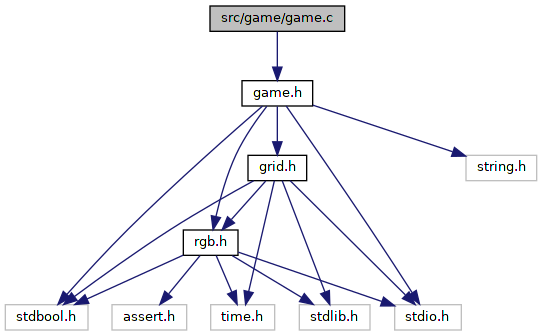 src/game/game.c
game.h
grid.h
string.h
rgb.h
stdbool.h
assert.h
time.h
stdlib.h
stdio.h